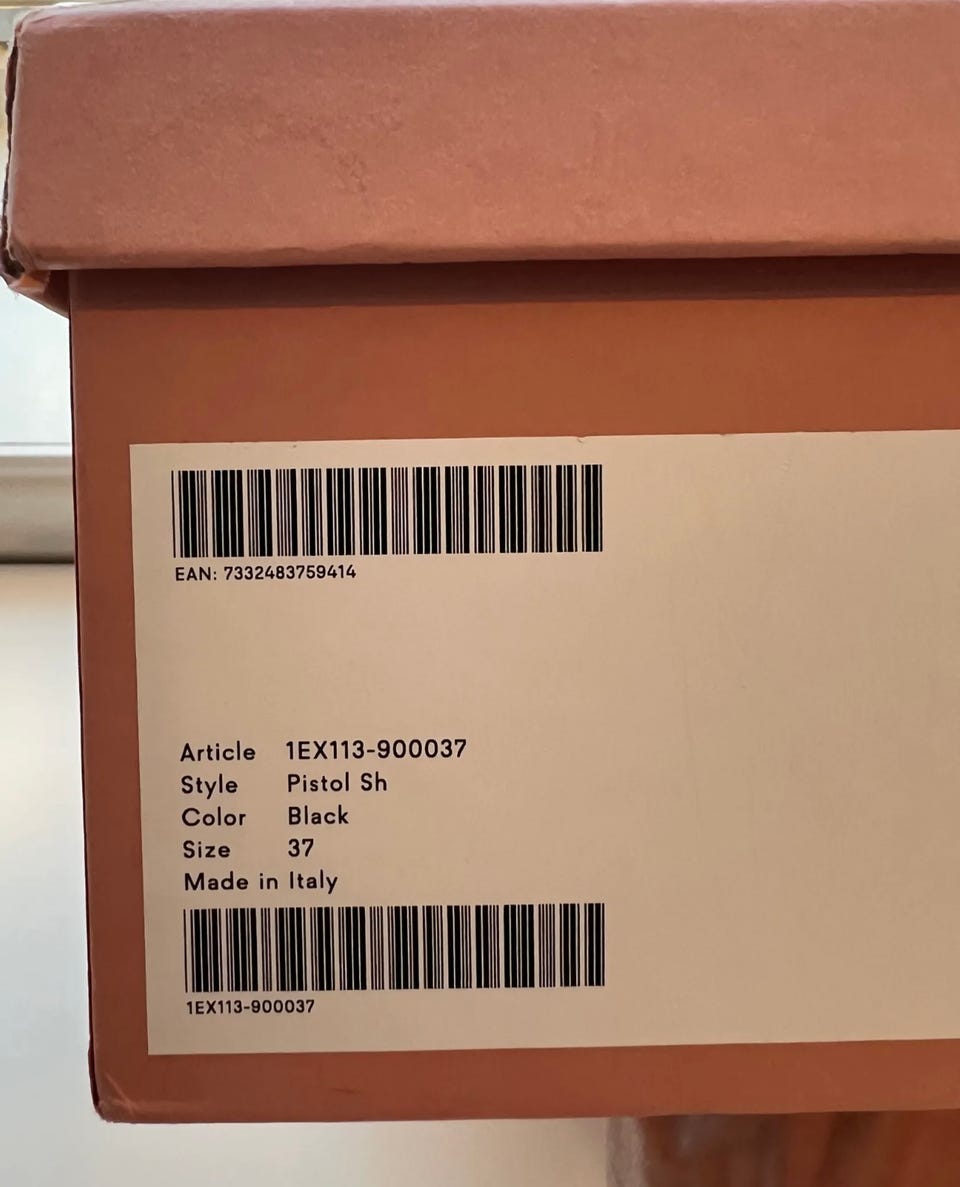 EAN: 7332483759414
Article 1EX113-900037
Style Pistol Sh
Color Black
Size 37
Made in Italy
1EX113-900037